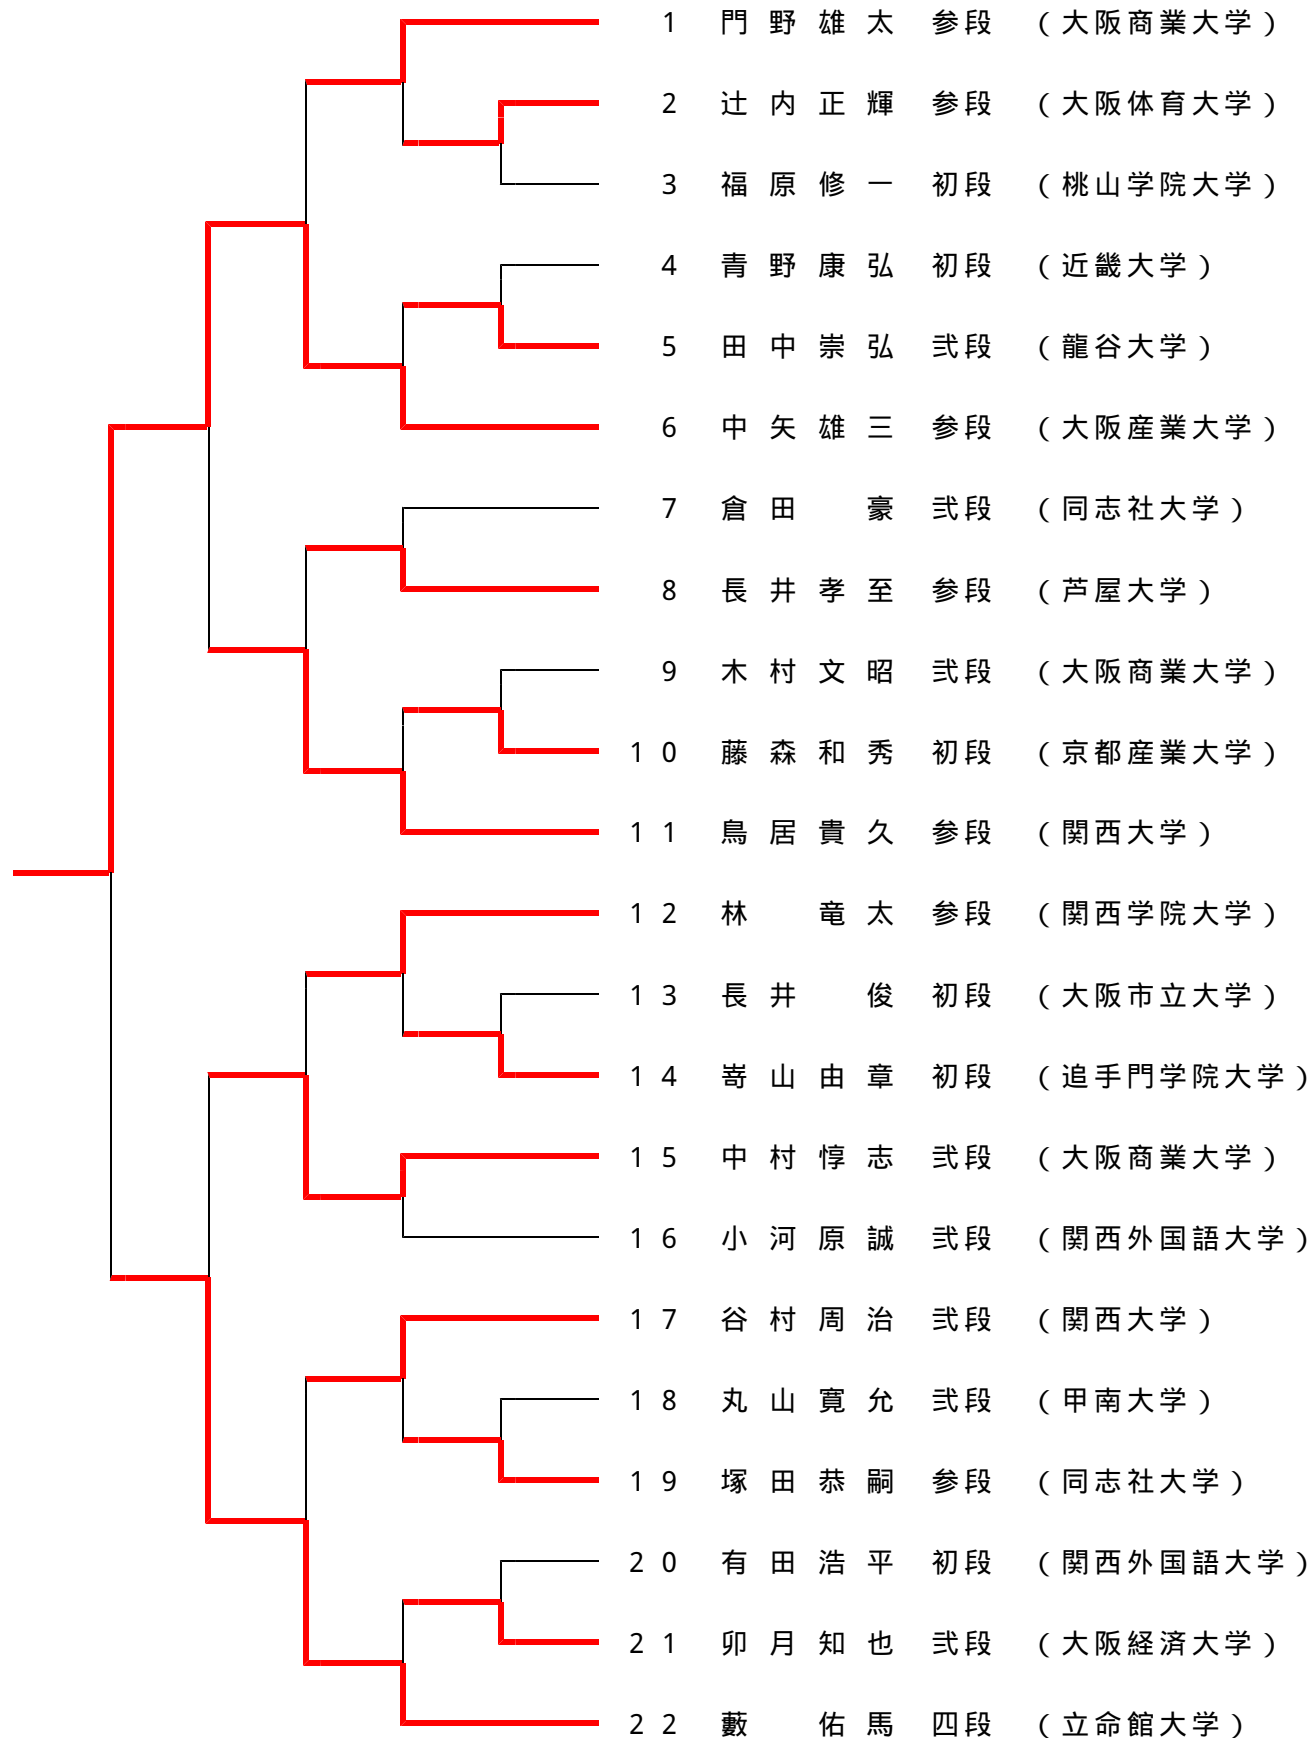 1 門野雄太 参段 (大阪商業大学)
2 辻内正輝 参段 (大阪体育大学)
3 福原修一 初段 (桃山学院大学)
4 青野康弘 初段 (近畿大学)
5 田中崇弘 弐段 (龍谷大学)
6 中矢雄三 参段 (大阪産業大学)
7 倉田 豪 弐段 (同志社大学)
8 長井孝至 参段 (芦屋大学)
9 木村文昭 弐段 (大阪商業大学)
10 藤森和秀 初段 (京都産業大学)
11 鳥居貴久 参段 (関西大学)
12 林 竜太 参段 (関西学院大学)
13 長井 俊 初段 (大阪市立大学)
14 嵜山由章 初段 (追手門学院大学)
15 中村惇志 弐段 (大阪商業大学)
16 小河原誠 弐段 (関西外国語大学)
17 谷村周治 弐段 (関西大学)
18 丸山寛允 弐段 (甲南大学)
19 塚田恭嗣 参段 (同志社大学)
20 有田浩平 初段 (関西外国語大学)
21 卯月知也 弐段 (大阪経済大学)
22 藪 佑馬 四段 (立命館大学)